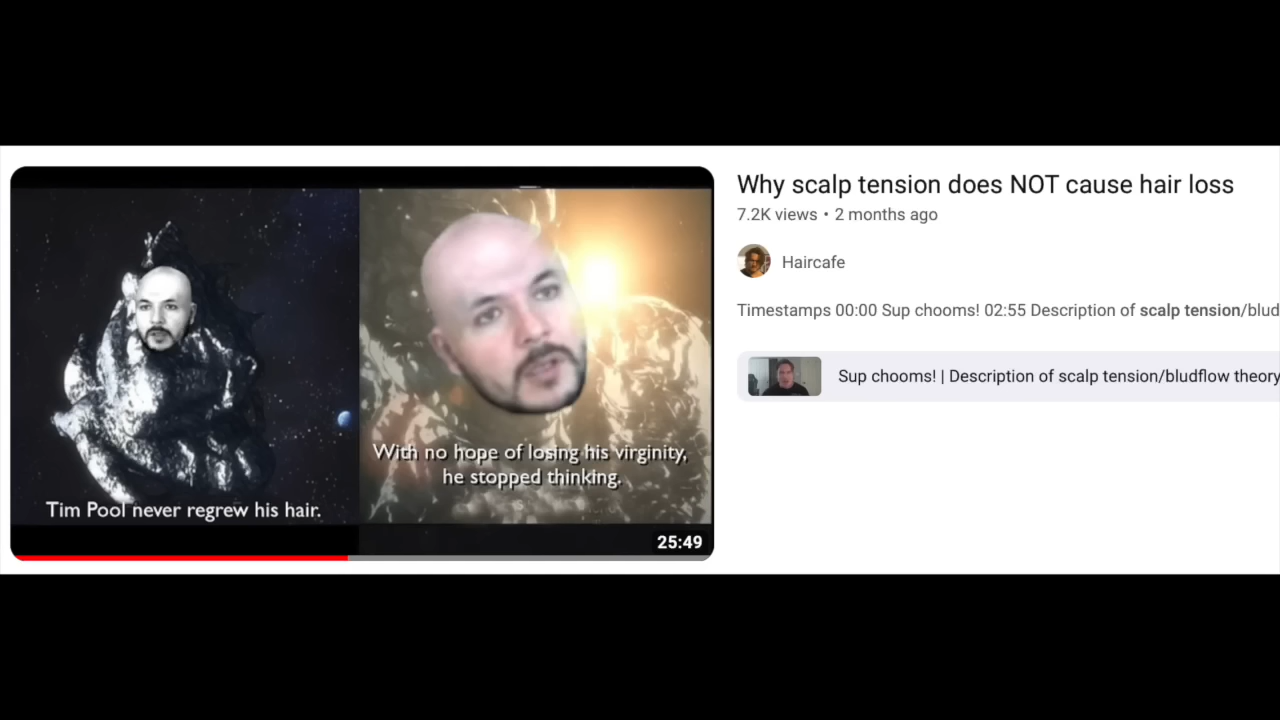 Why scalp tension does NOT cause hair loss
7.2K views • 2 months ago
Haircafe
Timestamps 00:00 Sup chooms! 02:55 Description of scalp tension/blud
Sup chooms! | Description of scalp tension/bludflow theory
With no hope of losing his virginity,
he stopped thinking.
Tim Pool never regrew his hair.
25:49